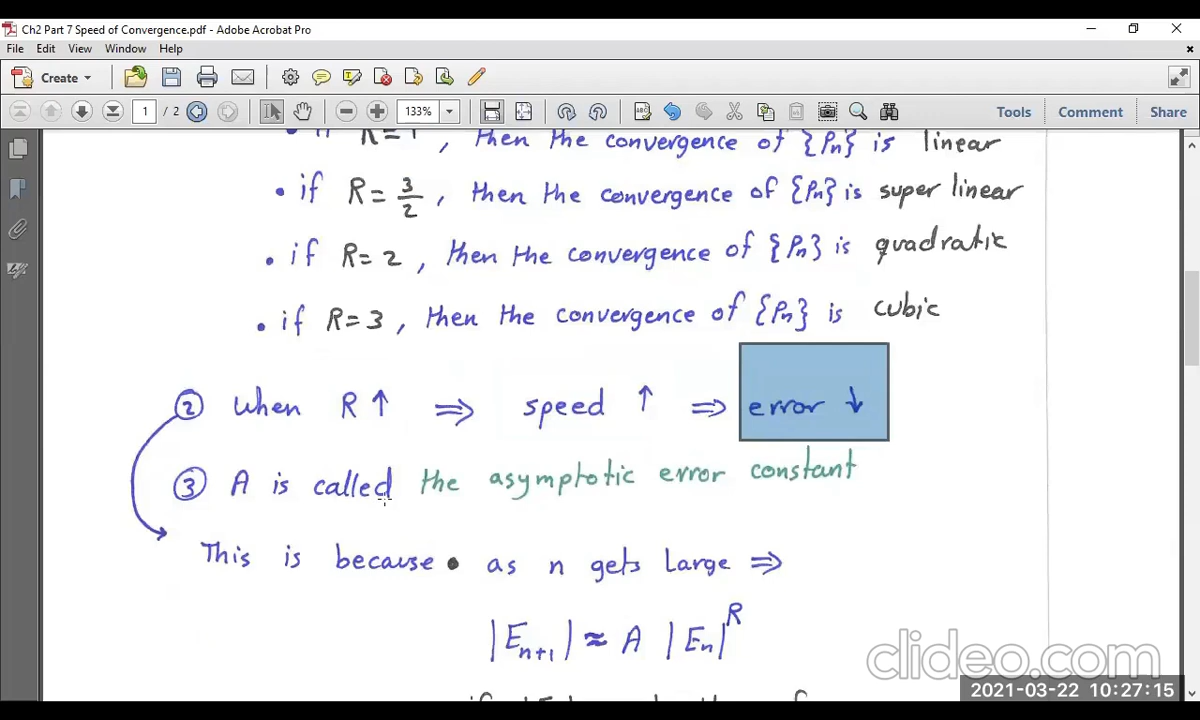 Ch2 Part 7 Speed of Convergence.pdf - Adobe Acrobat Pro
File Edit View Window Help
Create
1 / 2 133% Tools Comment Share
• if R=1 , then the convergence of {Pn} is linear
• if R= 3/2 , then the convergence of {Pn} is super linear
• if R= 2 , then the convergence of {Pn} is quadratic
• if R= 3 , then the convergence of {Pn} is cubic
② When R ↑ ⇒ speed ↑ ⇒ error ↓
③ A is called the asymptotic error constant
This is because • as n gets Large ⇒
|En+1| ≈ A |En|^R
clideo.com
2021-03-22 10:27:15